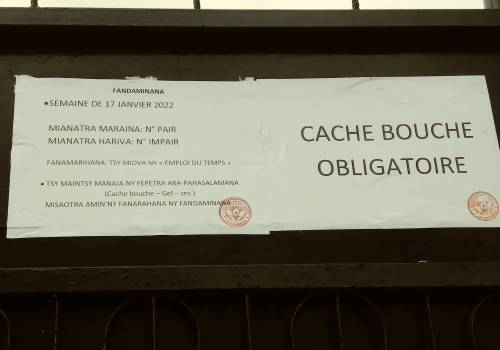 FANDAMINANA
•SEMAINE DE 17 JANVIER 2022
MIANATRA MARAINA: N° PAIR
MIANATRA HARIVA: N° IMPAIR
FANAMARIHANA: TSY MIOVA NY « EMPLOI DU TEMPS »
• TSY MAINTSY MANAJA NY FEPETRA ARA-PAHASALAMANA
(Cache bouche – Gel – sns )
MISAOTRA AMIN'NY FANARAHANA NY FANDAMINANA
CACHE BOUCHE
OBLIGATOIRE